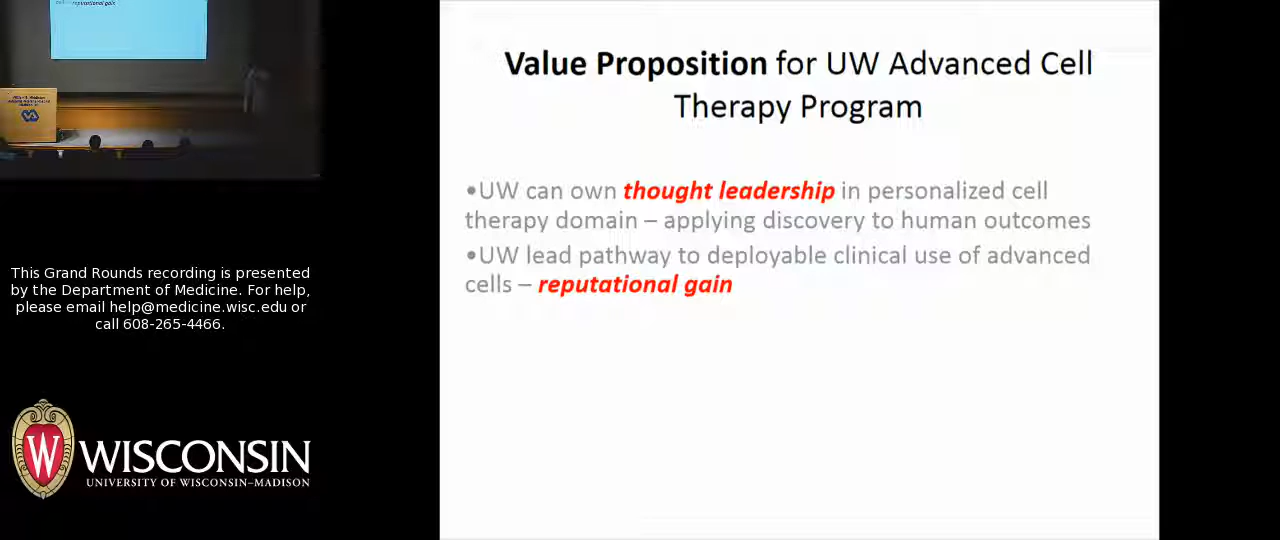 reputational gain
This Grand Rounds recording is presented
by the Department of Medicine. For help,
please email help@medicine.wisc.edu or
call 608-265-4466.
W WISCONSIN
UNIVERSITY OF WISCONSIN–MADISON
Value Proposition for UW Advanced Cell
Therapy Program
•UW can own thought leadership in personalized cell
therapy domain – applying discovery to human outcomes
•UW lead pathway to deployable clinical use of advanced
cells – reputational gain